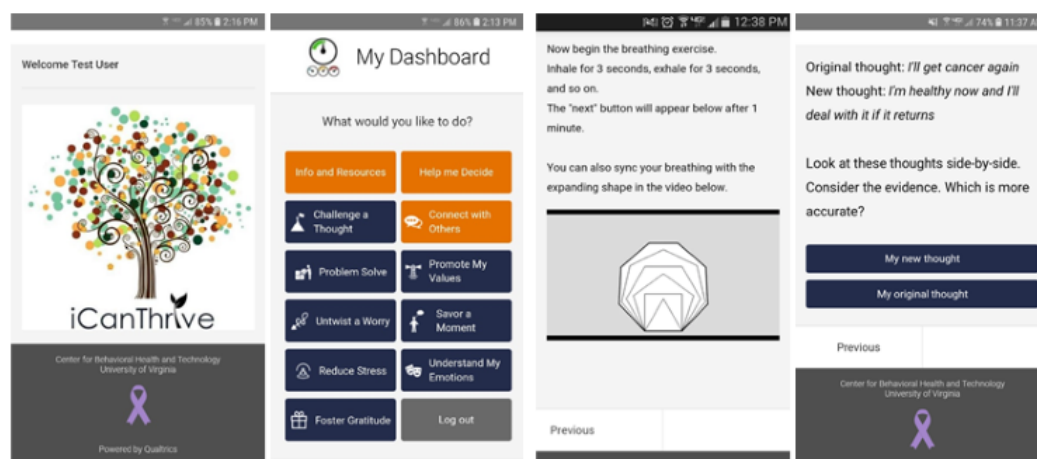 85% 2:16 PM
Welcome Test User
iCanThrive
Center for Behavioral Health and Technology
University of Virginia
Powered by Qualtrics
86% 2:13 PM
My Dashboard
What would you like to do?
Info and Resources
Help me Decide
Challenge a
Thought
Connect with
Others
Problem Solve
Promote My
Values
Untwist a Worry
Savor a
Moment
Reduce Stress
Understand My
Emotions
Foster Gratitude
Log out
12:38 PM
Now begin the breathing exercise.
Inhale for 3 seconds, exhale for 3 seconds,
and so on.
The "next" button will appear below after 1
minute.
You can also sync your breathing with the
expanding shape in the video below.
Previous
74% 11:37
Original thought: I'll get cancer again
New thought: I'm healthy now and I'll
deal with it if it returns
Look at these thoughts side-by-side.
Consider the evidence. Which is more
accurate?
My new thought
My original thought
Previous
Center for Behavioral Health and Technology
University of Virginia